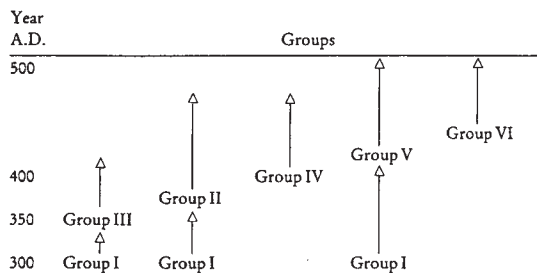 Year
A.D. Groups
500
Group VI
Group V
400 Group IV
Group II
350 Group III
300 Group I Group I Group I